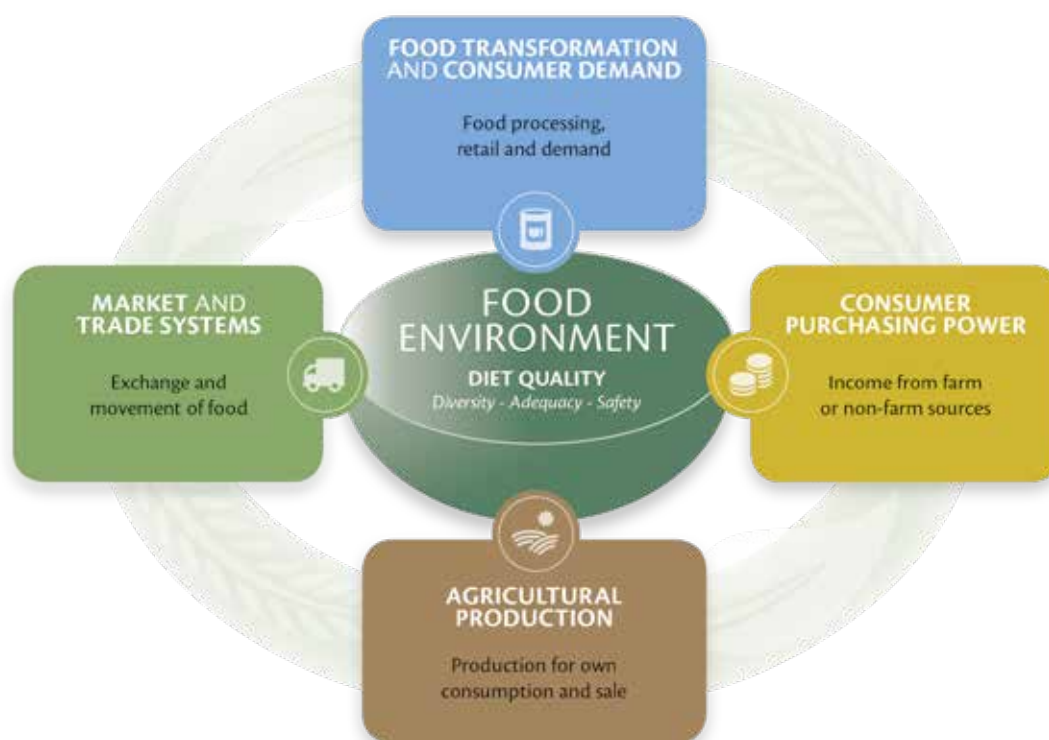 FOOD TRANSFORMATION
AND CONSUMER DEMAND
Food processing,
retail and demand
MARKET AND
TRADE SYSTEMS
Exchange and
movement of food
FOOD
ENVIRONMENT
DIET QUALITY
Diversity - Adequacy - Safety
CONSUMER
PURCHASING POWER
Income from farm
or non-farm sources
AGRICULTURAL
PRODUCTION
Production for own
consumption and sale